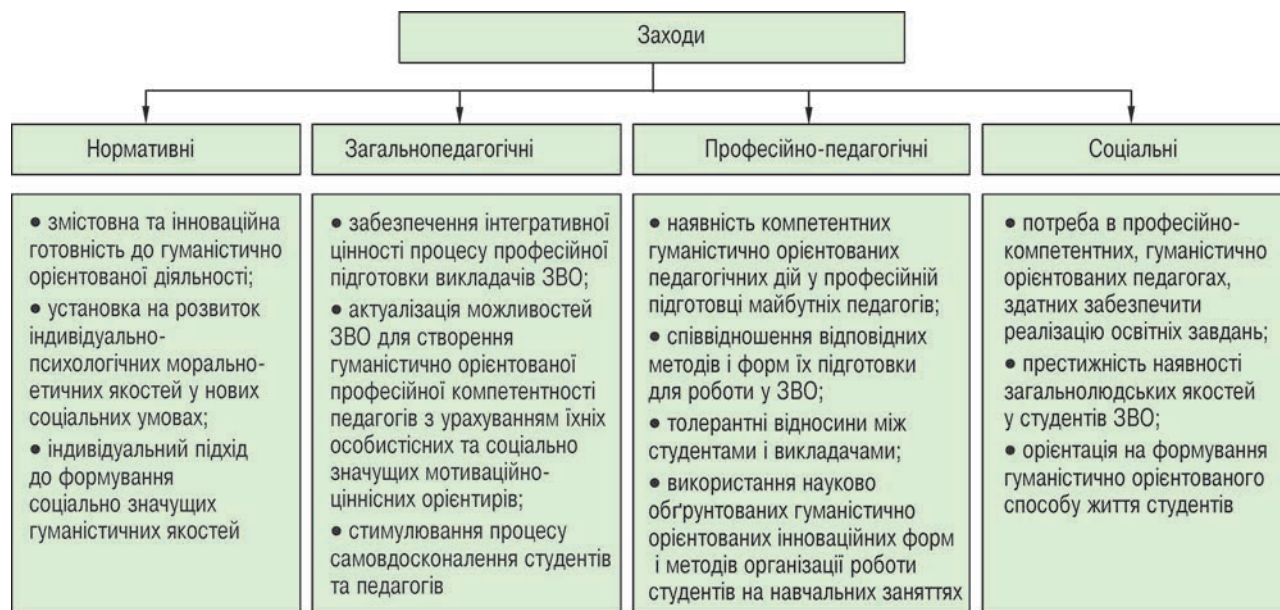 Заходи
Нормативні
Загальнопедагогічні
Професійно-педагогічні
Соціальні
● змістовна та інноваційна
готовність до гуманістично
орієнтованої діяльності;
● установка на розвиток
індивідуально-
психологічних морально-
етичних якостей у нових
соціальних умовах;
● індивідуальний підхід
до формування
соціально значущих
гуманістичних якостей
● забезпечення інтегративної
цінності процесу професійної
підготовки викладачів ЗВО;
● актуалізація можливостей
ЗВО для створення
гуманістично орієнтованої
професійної компетентності
педагогів з урахуванням їхніх
особистісних та соціально
значущих мотиваційно-
ціннісних орієнтирів;
● стимулювання процесу
самовдосконалення студентів
та педагогів
● наявність компетентних
гуманістично орієнтованих
педагогічних дій у професійній
підготовці майбутніх педагогів;
● співвідношення відповідних
методів і форм їх підготовки
для роботи у ЗВО;
● толерантні відносини між
студентами і викладачами;
● використання науково
обґрунтованих гуманістично
орієнтованих інноваційних форм
і методів організації роботи
студентів на навчальних заняттях
● потреба в професійно-
компетентних, гуманістично
орієнтованих педагогах,
здатних забезпечити
реалізацію освітніх завдань;
● престижність наявності
загальнолюдських якостей
у студентів ЗВО;
● орієнтація на формування
гуманістично орієнтованого
способу життя студентів